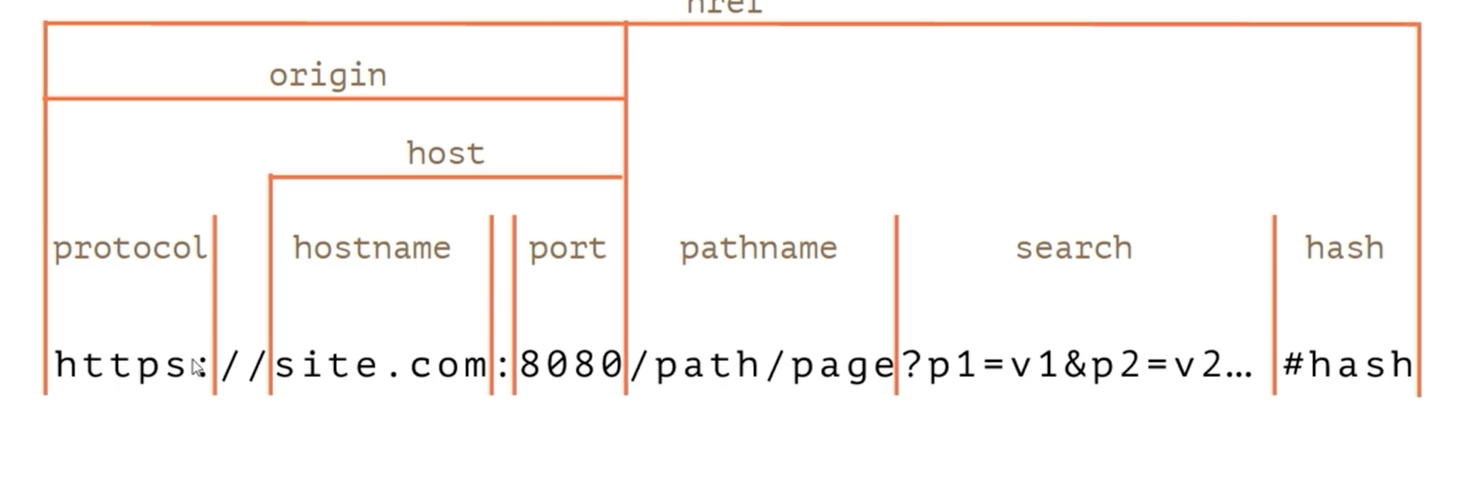 href
origin
host
protocol hostname port pathname search hash
https://site.com:8080/path/page?p1=v1&p2=v2… #hash